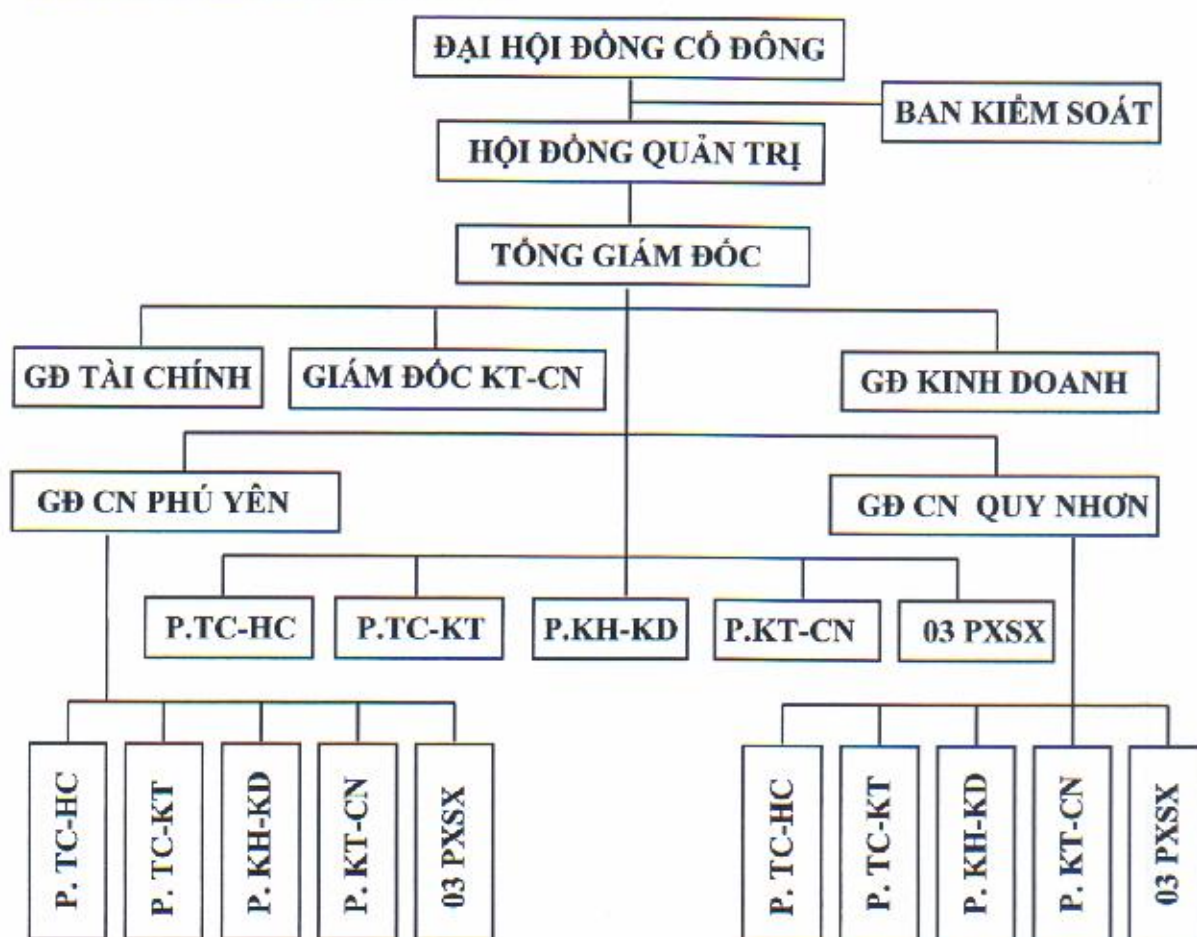 ĐẠI HỘI ĐỒNG CỔ ĐÔNG
BAN KIỂM SOÁT
HỘI ĐỒNG QUẢN TRỊ
TỔNG GIÁM ĐỐC
GĐ TÀI CHÍNH
GIÁM ĐỐC KT-CN
GĐ KINH DOANH
GĐ CN PHÚ YÊN
GĐ CN QUY NHƠN
P.TC-HC
P.TC-KT
P.KH-KD
P.KT-CN
03 PXSX
P. TC-HC
P. TC-KT
P. KH-KD
P. KT-CN
03 PXSX
P. TC-HC
P. TC-KT
P. KH-KD
P. KT-CN
03 PXSX